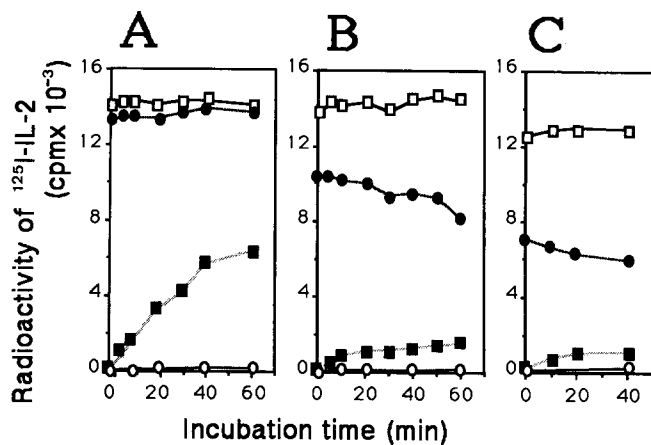 A B C
Radioactivity of ¹²⁵I-IL-2
(cpmx 10⁻³)
16 16 16
12 12 12
8 8 8
4 4 4
0 0 0
0 20 40 60 0 20 40 60 0 20 40
Incubation time (min)